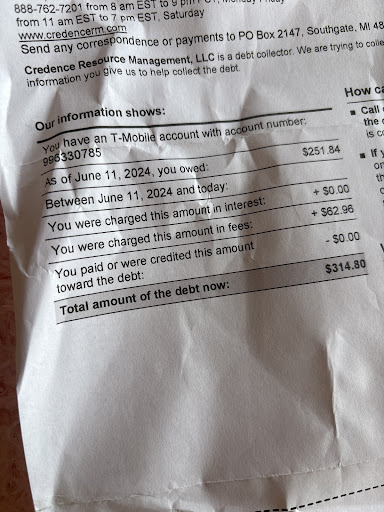 888-762-7201 from 8 am EST to 9 pm
from 11 am EST to 7 pm EST, Saturday
www.credencerm.com
Send any correspondence or payments to PO Box 2147, Southgate, MI 48
Credence Resource Management, LLC is a debt collector. We are trying to colle
information you give us to help collect the debt.
How ca
Our information shows:
You have an T-Mobile account with account number:
996330785
As of June 11, 2024, you owed: $251.84
Between June 11, 2024 and today:
You were charged this amount in interest: + $0.00
You were charged this amount in fees: + $62.96
You paid or were credited this amount - $0.00
toward the debt:
Total amount of the debt now: $314.80
▪ Call
the
is c
▪ If y
or
th